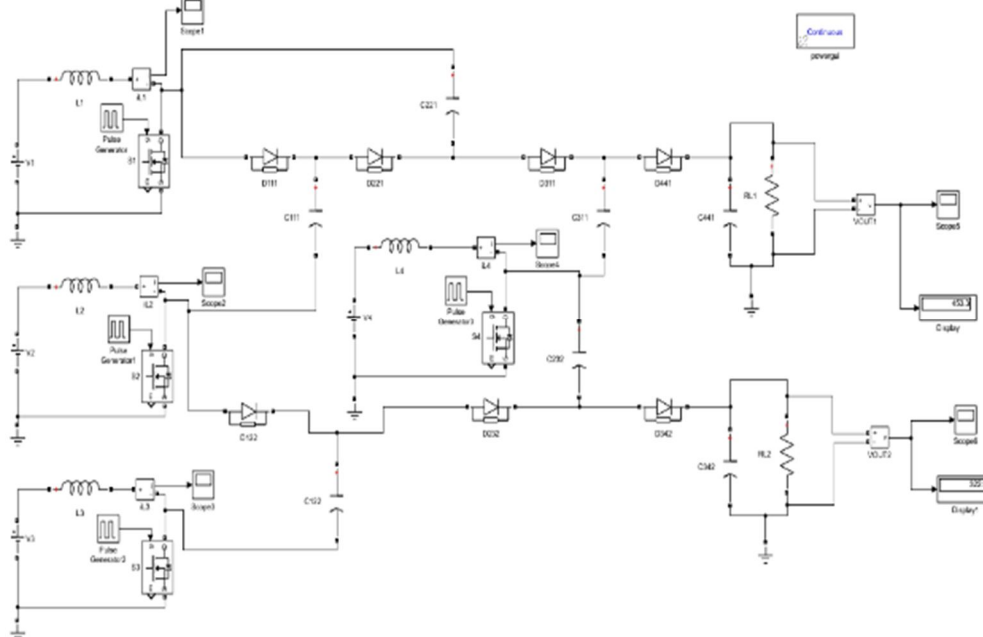 Scope1
Continuous
powergui
L1
iL1
C221
Pulse
Generator
S1
V1
D111
D221
D311
D441
C111
C311
C441
RL1
VOUT1
Scope5
L4
iL4
Scope4
L2
iL2
Scope2
Pulse
Generator3
S4
V4
Display
Pulse
Generator1
S2
V2
C232
D232
D342
C342
RL2
VOUT2
Scope6
Display1
L3
iL3
Scope3
C122
Pulse
Generator2
S3
V3